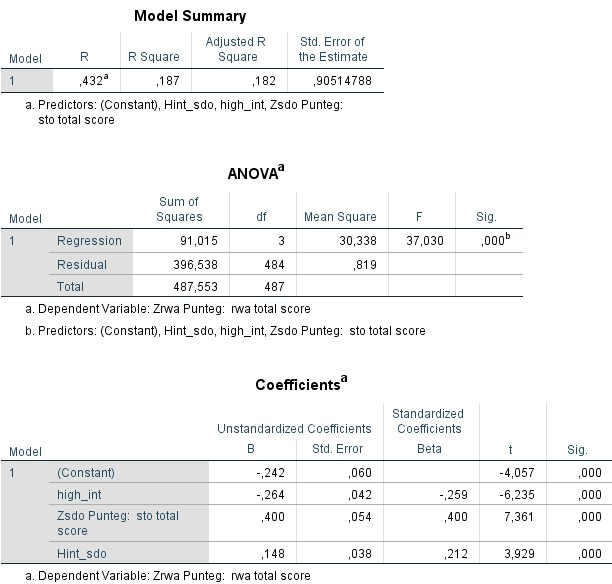 Model Summary
Model R R Square Adjusted R Square Std. Error of the Estimate
1 ,432a ,187 ,182 ,90514788
a. Predictors: (Constant), Hint_sdo, high_int, Zsdo Punteg:
sto total score
ANOVAa
Model Sum of Squares df Mean Square F Sig.
1 Regression 91,015 3 30,338 37,030 ,000b
Residual 396,538 484 ,819
Total 487,553 487
a. Dependent Variable: Zrwa Punteg: rwa total score
b. Predictors: (Constant), Hint_sdo, high_int, Zsdo Punteg: sto total score
Coefficientsa
Unstandardized Coefficients Standardized Coefficients
Model B Std. Error Beta t Sig.
1 (Constant) -,242 ,060 -4,057 ,000
high_int -,264 ,042 -,259 -6,235 ,000
Zsdo Punteg: sto total score ,400 ,054 ,400 7,361 ,000
Hint_sdo ,148 ,038 ,212 3,929 ,000
a. Dependent Variable: Zrwa Punteg: rwa total score